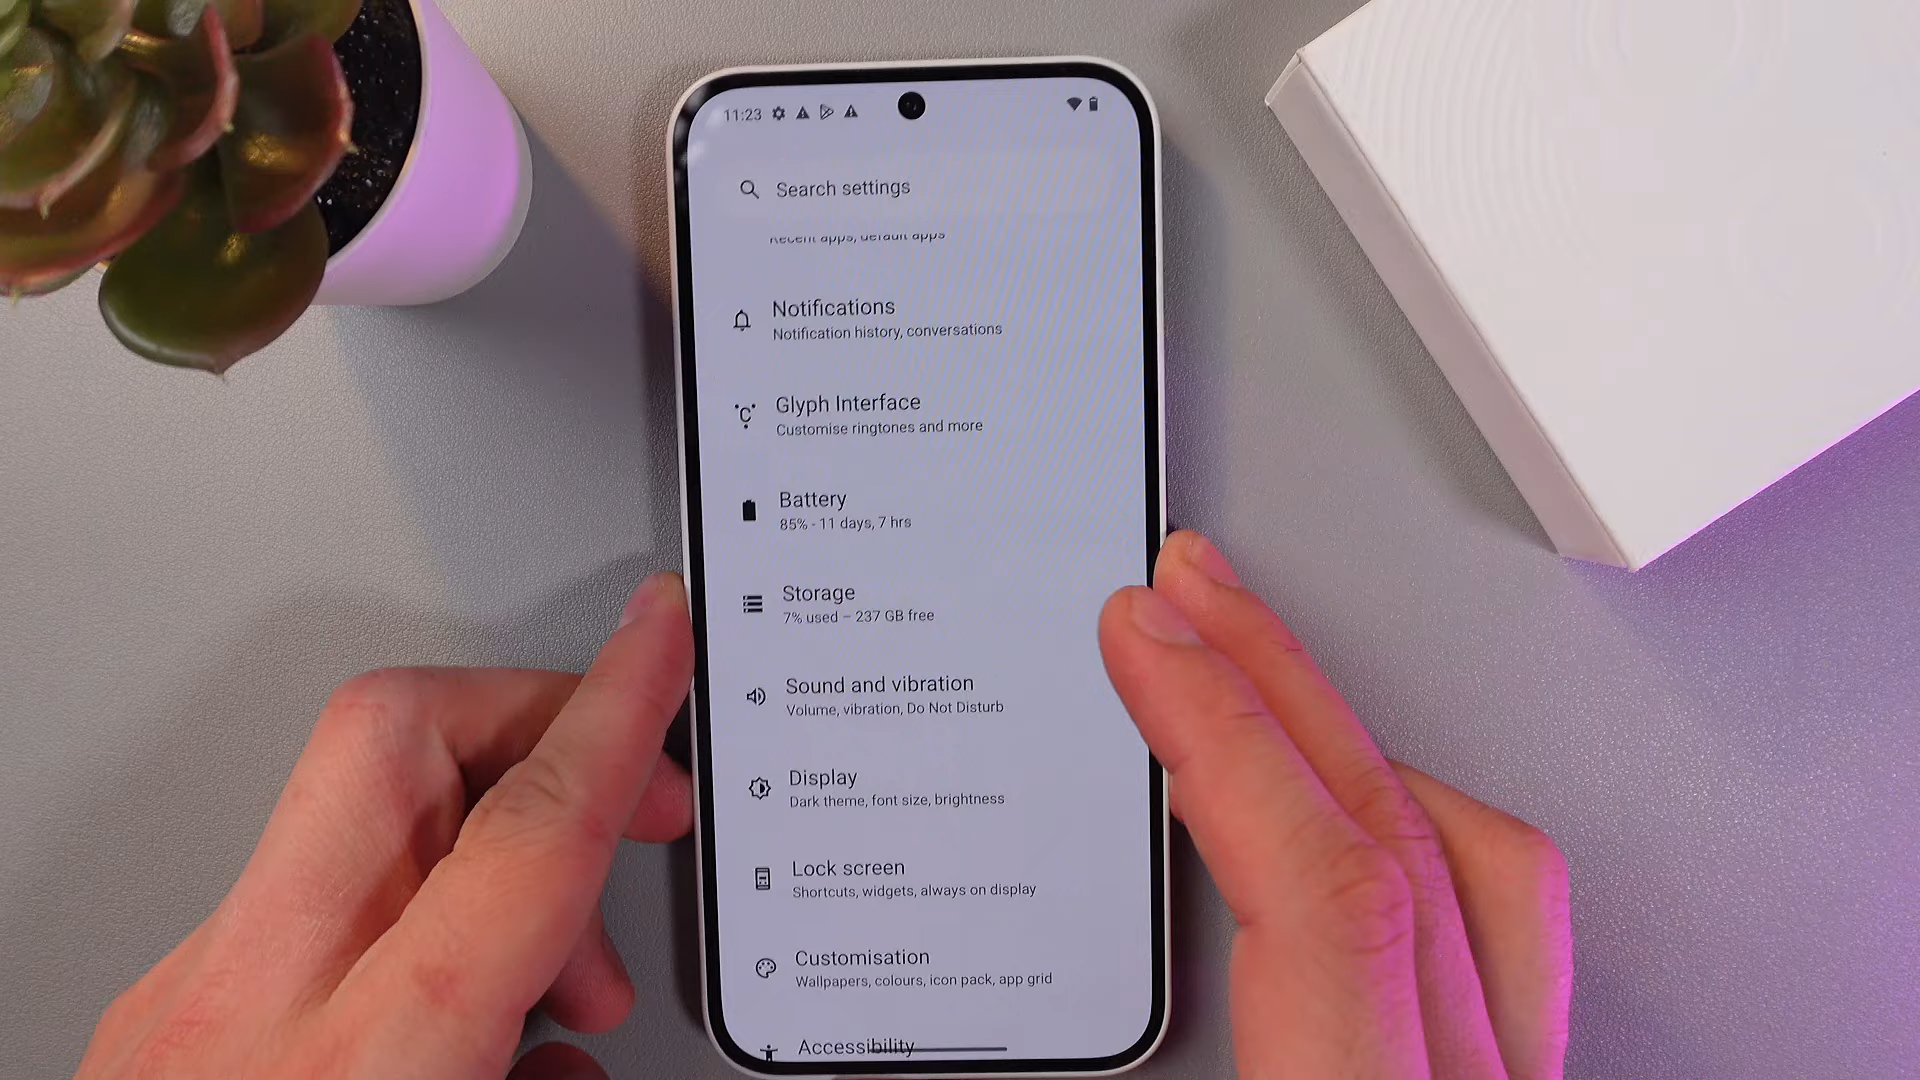 11:23
Search settings
Recent apps, default apps
Notifications
Notification history, conversations
Glyph Interface
Customise ringtones and more
Battery
85% - 11 days, 7 hrs
Storage
7% used – 237 GB free
Sound and vibration
Volume, vibration, Do Not Disturb
Display
Dark theme, font size, brightness
Lock screen
Shortcuts, widgets, always on display
Customisation
Wallpapers, colours, icon pack, app grid
Accessibility